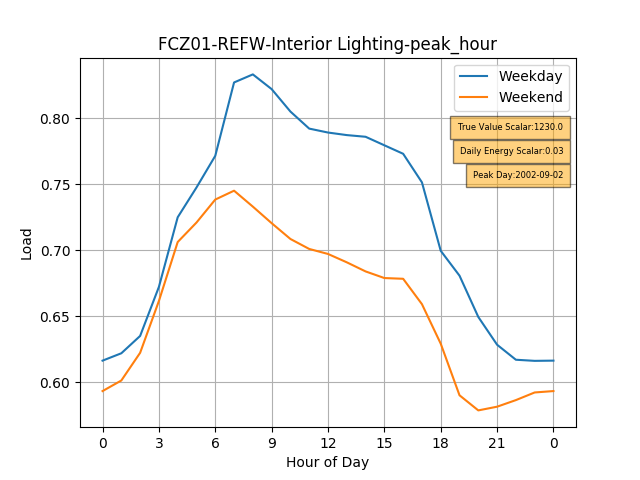 FCZ01-REFW-Interior Lighting-peak_hour
Weekday
Weekend
True Value Scalar:1230.0
Daily Energy Scalar:0.03
Peak Day:2002-09-02
Load
0.80
0.75
0.70
0.65
0.60
0 3 6 9 12 15 18 21 0
Hour of Day